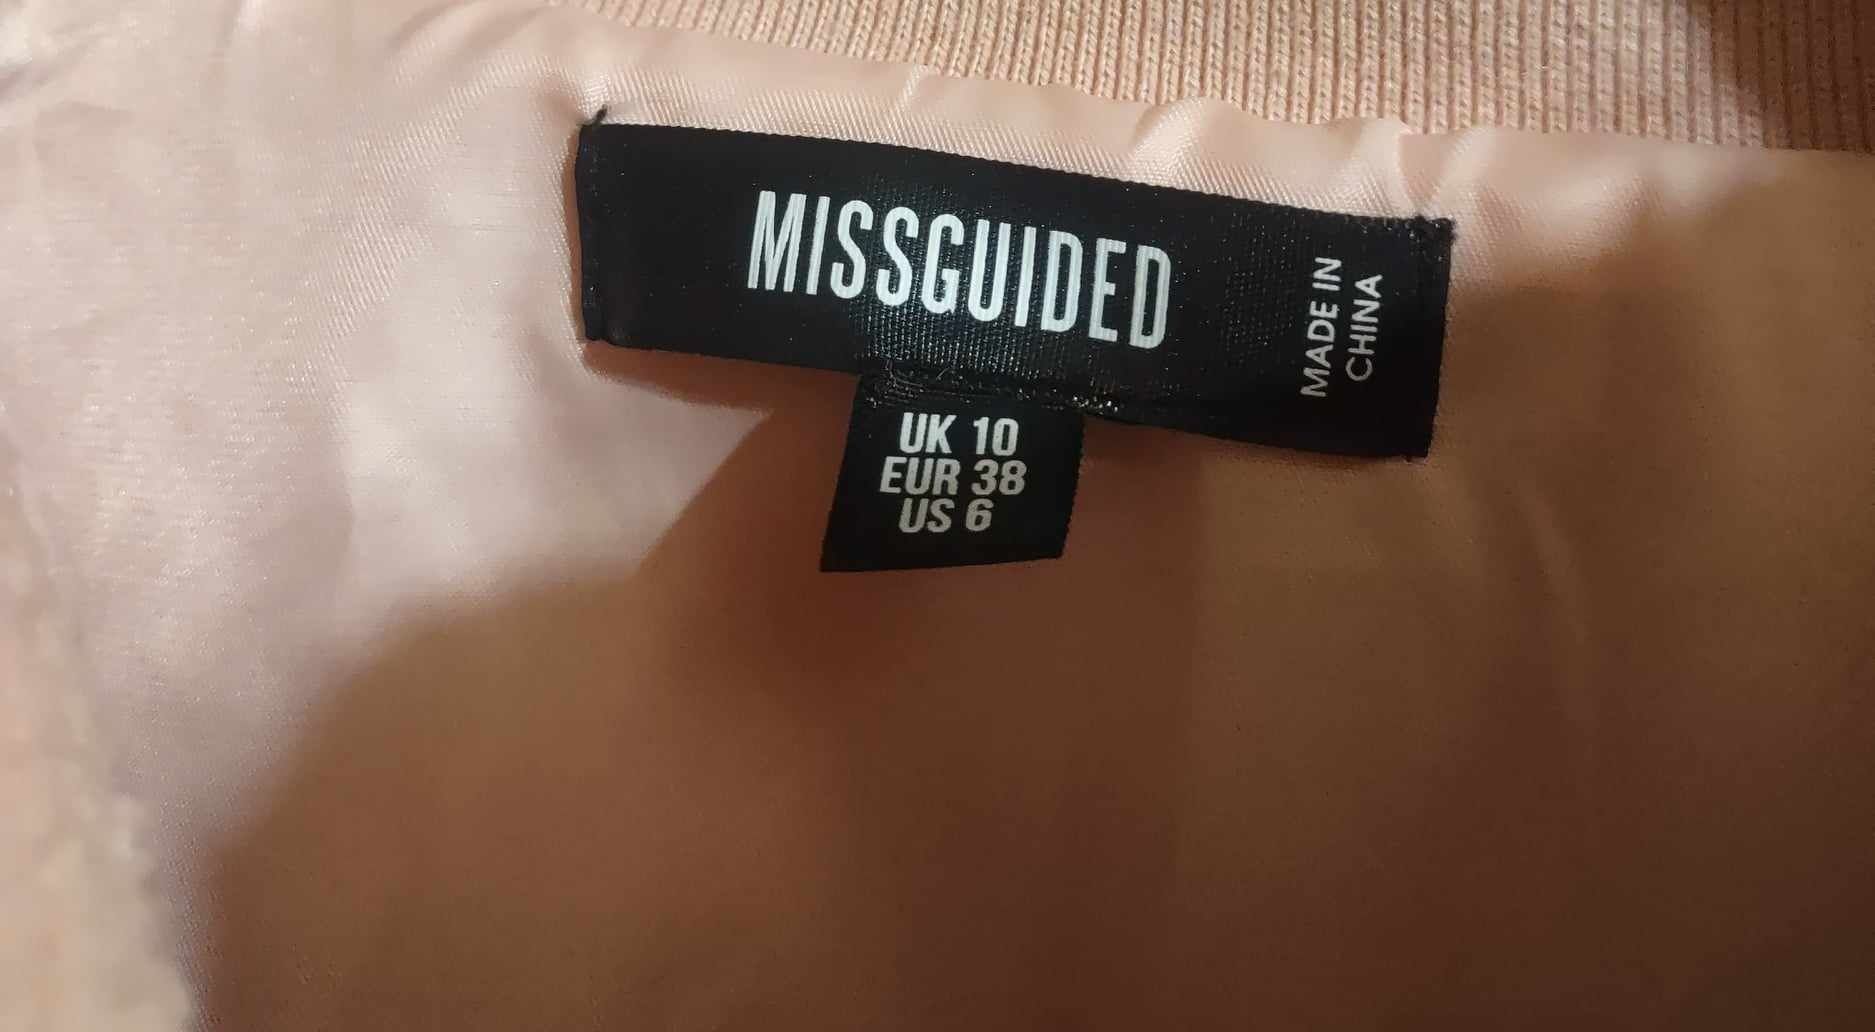 MISSGUIDED
MADE IN
CHINA
UK 10
EUR 38
US 6